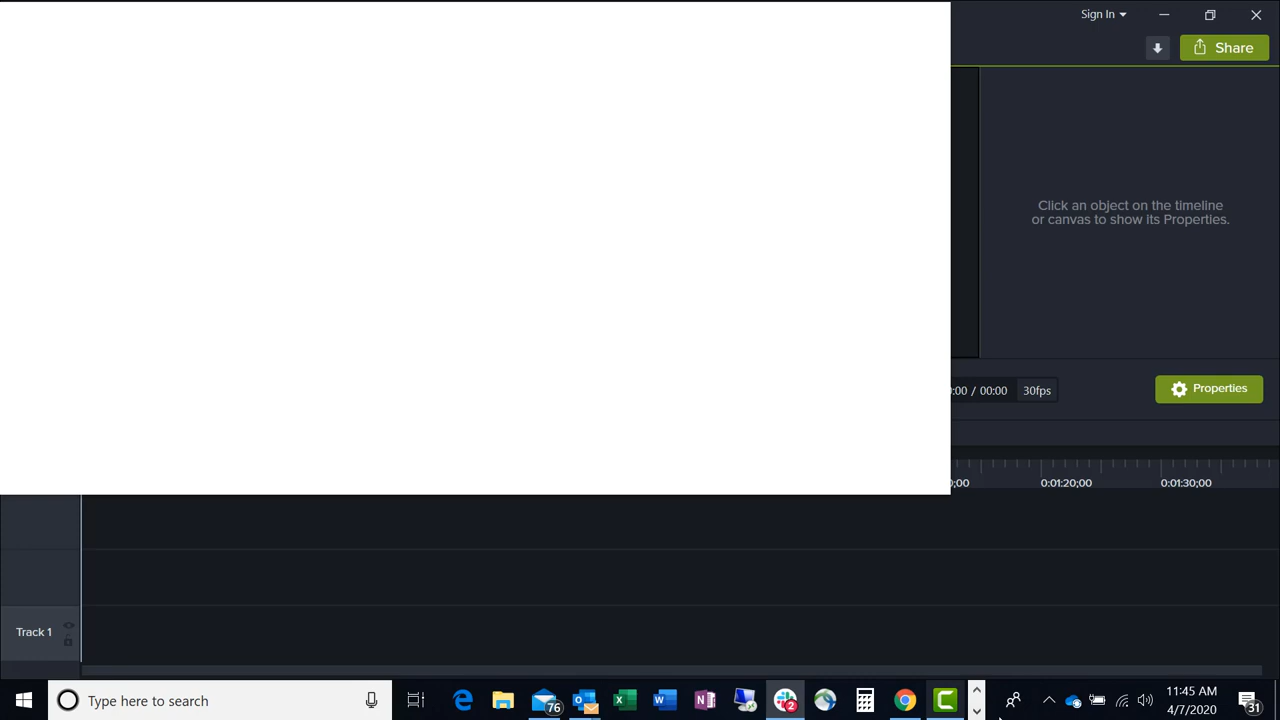 Sign In
Share
Click an object on the timeline
or canvas to show its Properties.
:00 / 00:00
30fps
Properties
0;00
0:01:20;00
0:01:30;00
Track 1
Type here to search
76
2
11:45 AM
4/7/2020
31